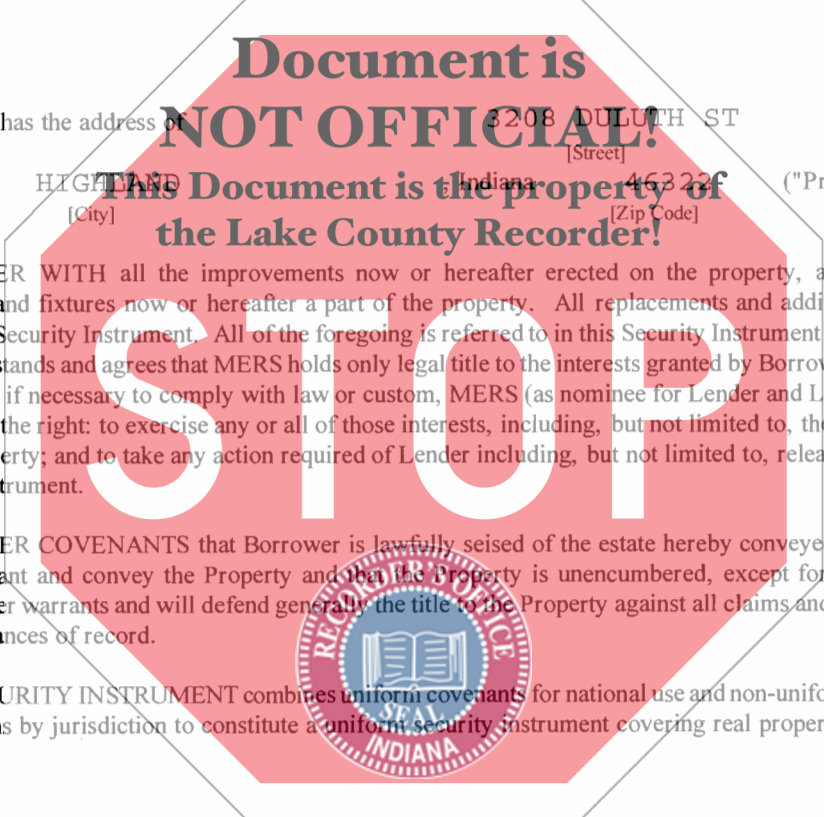 Document is
NOT OFFICIAL!
This Document is the property of
the Lake County Recorder!
STOP
has the address of 3208 DULUTH ST
[Street]
HIGHLAND , Indiana 46322 ("Pr
[City] [Zip Code]
ER WITH all the improvements now or hereafter erected on the property, a
and fixtures now or hereafter a part of the property. All replacements and addi
Security Instrument. All of the foregoing is referred to in this Security Instrument
tands and agrees that MERS holds only legal title to the interests granted by Borrow
if necessary to comply with law or custom, MERS (as nominee for Lender and L
the right: to exercise any or all of those interests, including, but not limited to, the
erty; and to take any action required of Lender including, but not limited to, relea
trument.
ER COVENANTS that Borrower is lawfully seised of the estate hereby conveye
ant and convey the Property and that the Property is unencumbered, except for
er warrants and will defend generally the title to the Property against all claims and
ances of record.
URITY INSTRUMENT combines uniform covenants for national use and non-unifo
s by jurisdiction to constitute a uniform security instrument covering real proper
RECORDER'S OFFICE
SEAL
INDIANA